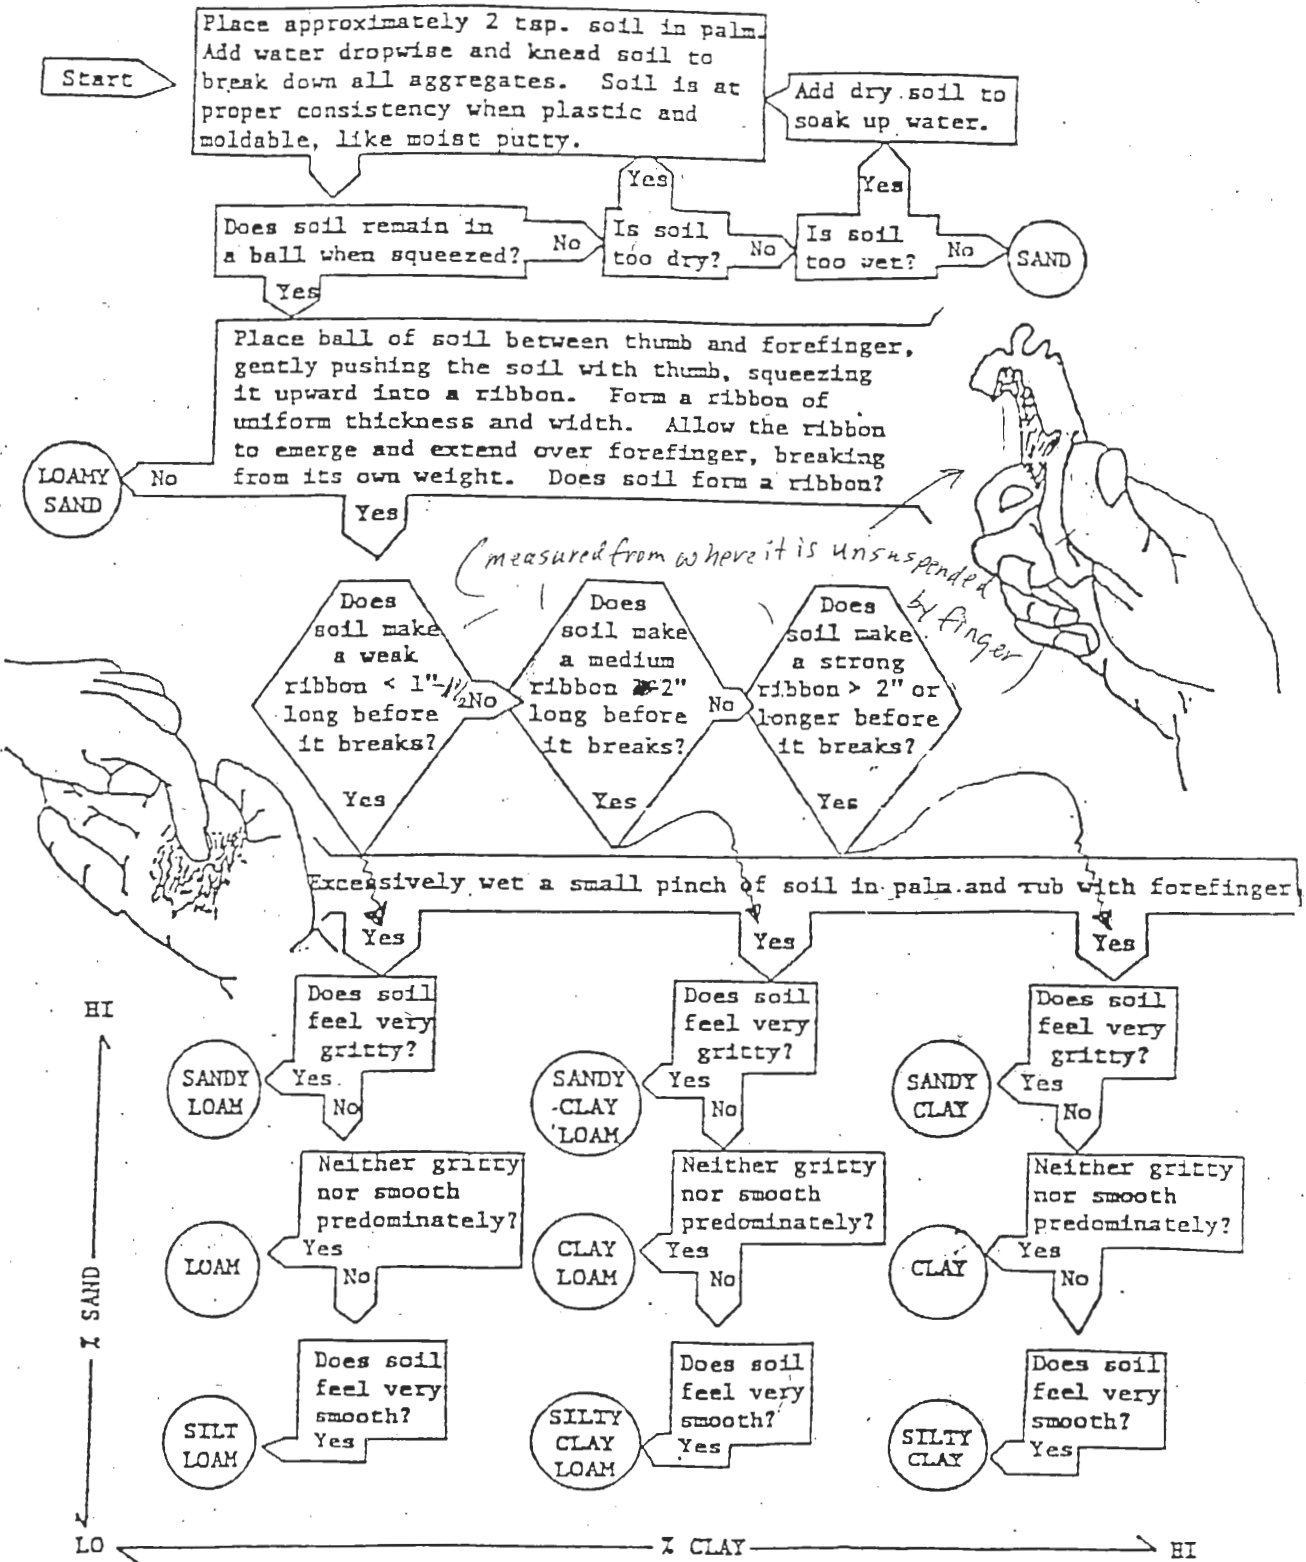 Place approximately 2 tsp. soil in palm.
Add water dropwise and knead soil to
break down all aggregates. Soil is at
proper consistency when plastic and
moldable, like moist putty.
Start
Add dry soil to
soak up water.
Yes
Yes
Does soil remain in
a ball when squeezed?
No
Is soil
too dry?
No
Is soil
too wet?
No
SAND
Yes
Place ball of soil between thumb and forefinger,
gently pushing the soil with thumb, squeezing
it upward into a ribbon. Form a ribbon of
uniform thickness and width. Allow the ribbon
to emerge and extend over forefinger, breaking
from its own weight. Does soil form a ribbon?
LOAMY
SAND
No
Yes
(measured from where it is unsuspended
by finger
Does
soil make
a weak
ribbon < 1"
long before
it breaks?
Yes
No
Does
soil make
a medium
ribbon 2"
long before
it breaks?
Yes
No
Does
soil make
a strong
ribbon > 2" or
longer before
it breaks?
Yes
Excessively wet a small pinch of soil in palm and rub with forefinger
Yes
Yes
Yes
Does soil
feel very
gritty?
Yes
No
SANDY
LOAM
Does soil
feel very
gritty?
Yes
No
SANDY
CLAY
LOAM
Does soil
feel very
gritty?
Yes
No
SANDY
CLAY
Neither gritty
nor smooth
predominately?
Yes
No
LOAM
Neither gritty
nor smooth
predominately?
Yes
No
CLAY
LOAM
Neither gritty
nor smooth
predominately?
Yes
No
CLAY
Does soil
feel very
smooth?
Yes
SILT
LOAM
Does soil
feel very
smooth?
Yes
SILTY
CLAY
LOAM
Does soil
feel very
smooth?
Yes
SILTY
CLAY
HI
% SAND
LO
% CLAY
HI